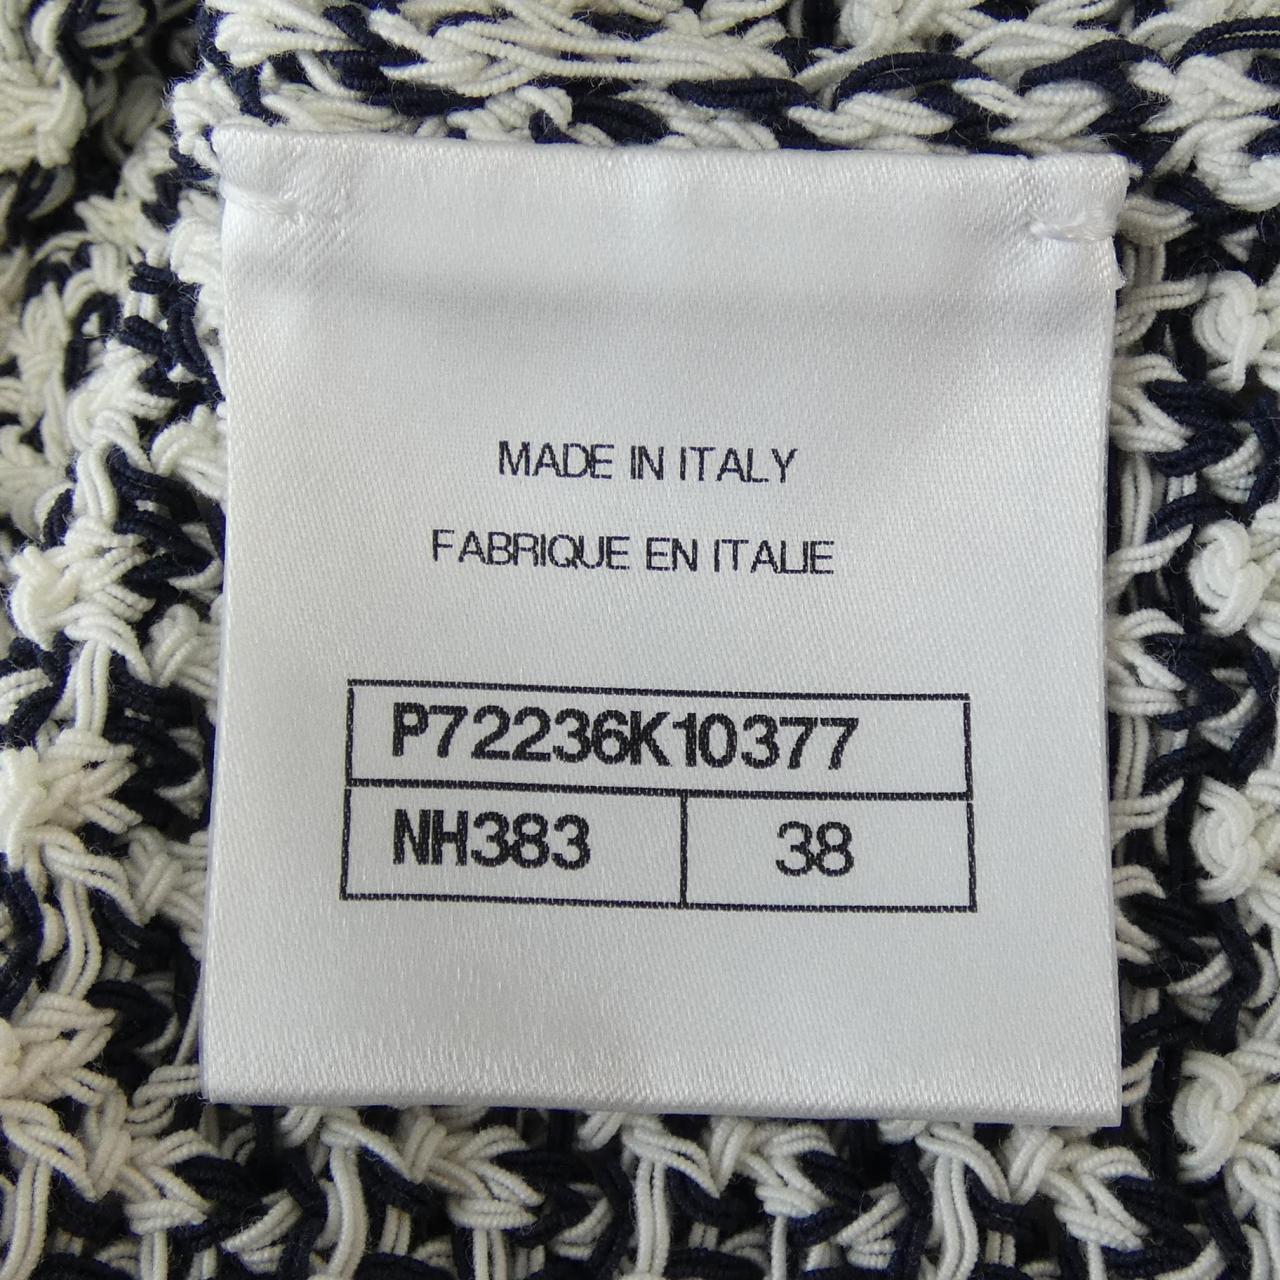 MADE IN ITALY
FABRIQUE EN ITALIE
P72236K10377
NH383 38